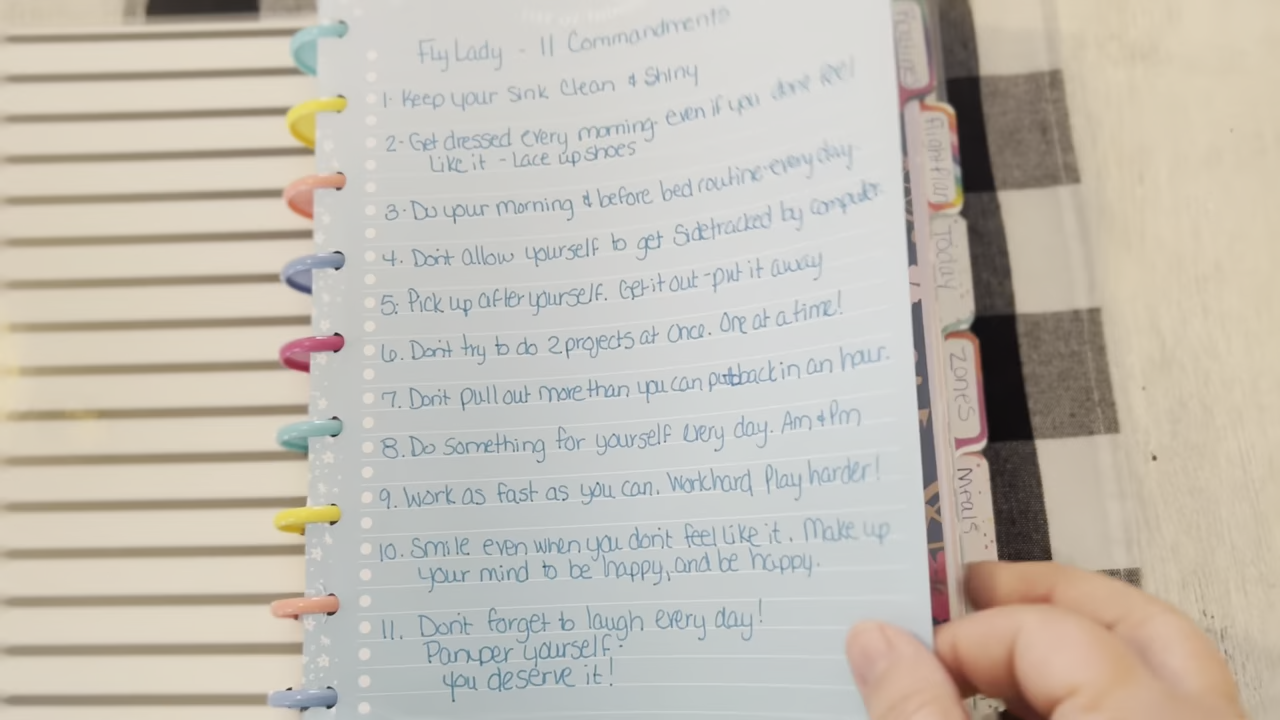 FlyLady - 11 Commandments
1. Keep your sink clean & shiny
2- Get dressed every morning- even if you dont feel
Like it - Lace up shoes
3. Do your morning & before bed routine everyday
4. Don't allow yourself to get Sidetracked by computer
5. Pick up after yourself. Get it out - put it away
6. Don't try to do 2 projects at once. One at a time!
7. Don't pull out more than you can put back in an hour.
8. Do something for yourself every day. Am & Pm
9. Work as fast as you can. Work hard Play harder!
10. Smile even when you don't feel like it. Make up
your mind to be happy, and be happy.
11. Don't forget to laugh every day!
Pamper yourself -
you deserve it!
Today
Zones
Meals